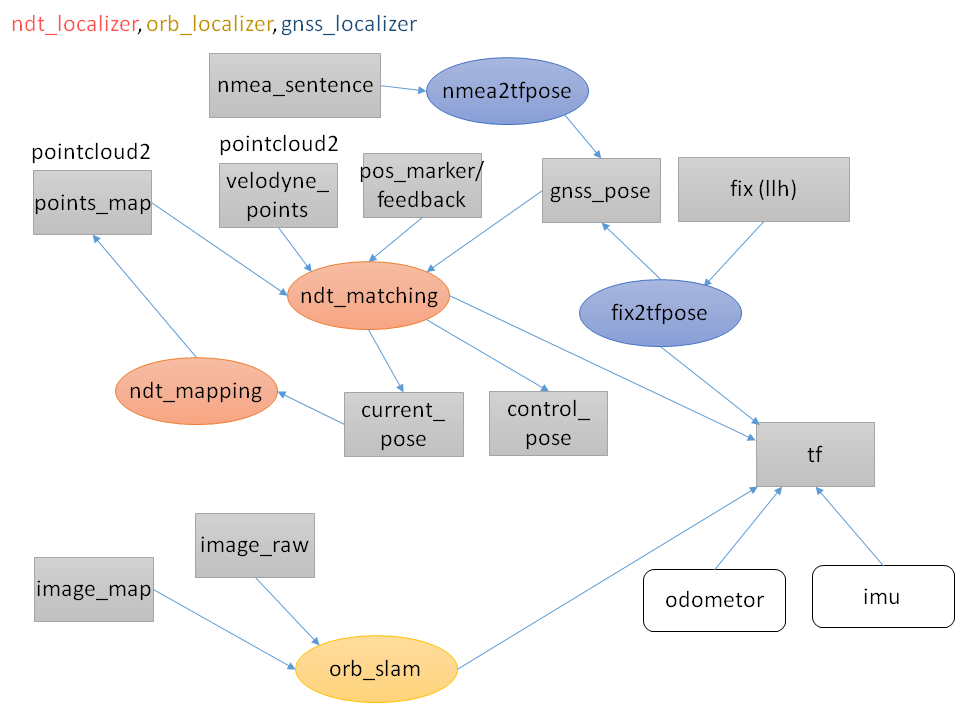 ndt_localizer, orb_localizer, gnss_localizer
nmea_sentence
nmea2tfpose
pointcloud2
pointcloud2
points_map
velodyne_
points
pos_marker/
feedback
gnss_pose
fix (llh)
ndt_matching
fix2tfpose
ndt_mapping
current_
pose
control_
pose
tf
image_raw
image_map
odometor
imu
orb_slam